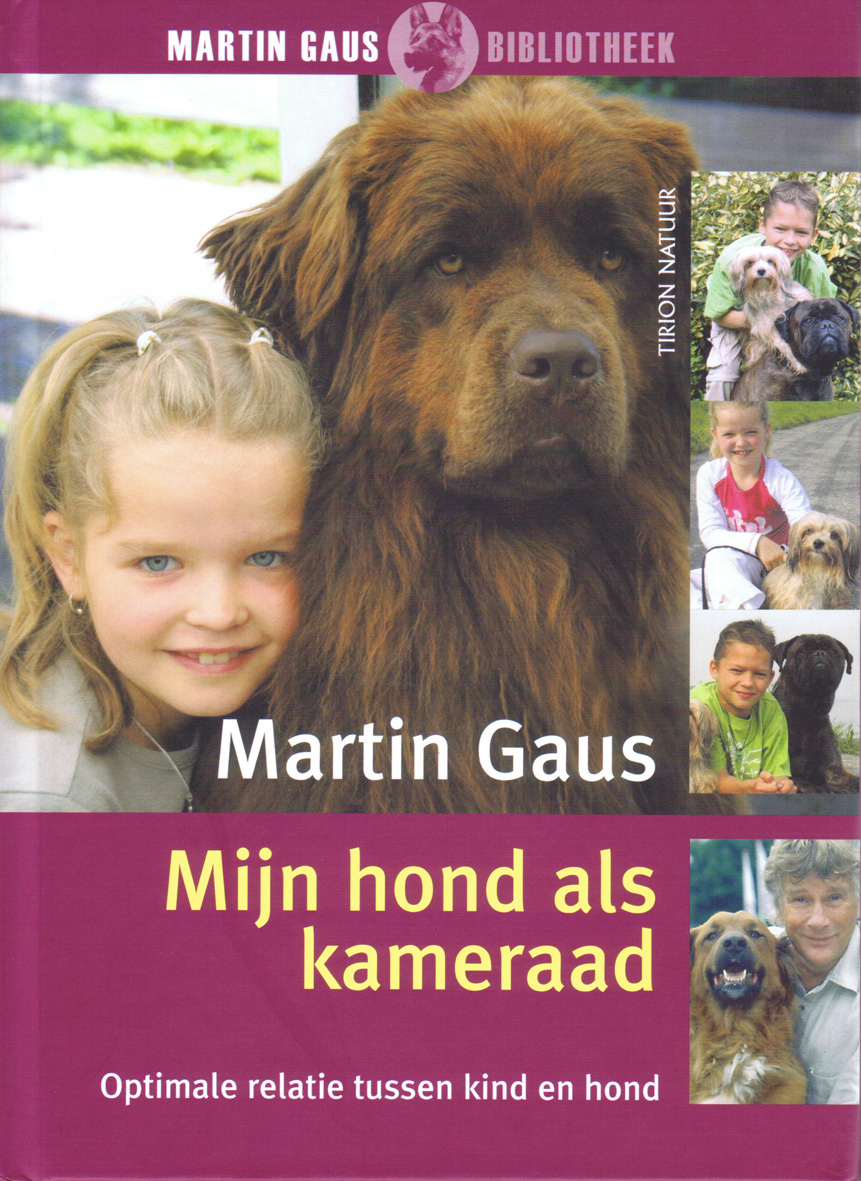 MARTIN GAUS BIBLIOTHEEK
TIRION NATUUR
Martin Gaus
Mijn hond als
kameraad
Optimale relatie tussen kind en hond